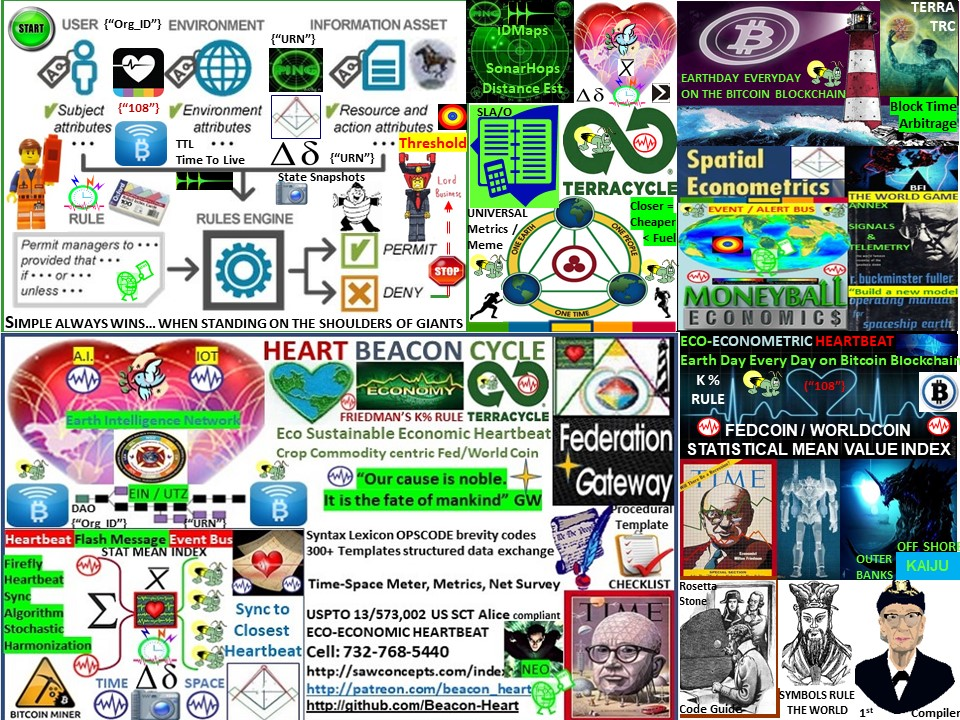 START
USER {"Org_ID"} ENVIRONMENT
INFORMATION ASSET
{"URN"}
Subject
attributes
{"108"}
Environment
attributes
Resource and
action attributes
TTL
Time To Live
{"URN"}
Δ δ
Threshold
State Snapshots
Lord
Business
RULE
RULES ENGINE
Permit managers to • • •
provided that • • •
if • • • or • • •
unless • • •
PERMIT
DENY
STOP
SIMPLE ALWAYS WINS... WHEN STANDING ON THE SHOULDERS OF GIANTS
IDMaps
SonarHops
Distance Est
X
Δ δ
SLA/O
TERRACYCLE
UNIVERSAL
Metrics /
Meme
Closer =
Cheaper
< Fuel
ONE EARTH
ONE PEOPLE
ONE TIME
TERRA
TRC
EARTHDAY EVERYDAY
ON THE BITCOIN BLOCKCHAIN
Block Time
Arbitrage
Spatial
Econometrics
BFI
THE WORLD GAME
EVENT / ALERT BUS
ANNEX
SIGNALS
&
TELEMETRY
r. buckminster fuller
"Build a new model
operating manual
for
spaceship earth
MONEYBALL
ECONOMICS
A.I.
IOT
Earth Intelligence Network
EIN / UTZ
DAO
{"Org_ID"}
{"URN"}
HEART BEACON CYCLE
ECONOMY
FRIEDMAN'S K% RULE
TERRACYCLE
Eco Sustainable Economic Heartbeat
Crop Commodity centric Fed/World Coin
"Our cause is noble.
It is the fate of mankind" GW
Federation
Gateway
ECO-ECONOMETRIC HEARTBEAT
Earth Day Every Day on Bitcoin Blockchain
K %
RULE
{"108"}
FEDCOIN / WORLDCOIN
STATISTICAL MEAN VALUE INDEX
TIME
OUTER
BANKS
OFF SHORE
KAIJU
Heartbeat Flash Message Event Bus
STAT MEAN INDEX
Firefly
Heartbeat
Sync
Algorithm
Stochastic
Harmonization
X
Σ
Sync to
Closest
Heartbeat
BITCOIN MINER
TIME
Δ δ
SPACE
Syntax Lexicon OPSCODE brevity codes
300+ Templates structured data exchange
Procedural
Template
CHECKLIST
Time-Space Meter, Metrics, Net Survey
USPTO 13/573,002 US SCT Alice compliant
ECO-ECONOMIC HEARTBEAT
Cell: 732-768-5440
http://sawconcepts.com/index
http://patreon.com/beacon_heart
http://github.com/Beacon-Heart
NEO
TIME
Rosetta
Stone
Code Guide
SYMBOLS RULE
THE WORLD
1st Compiler